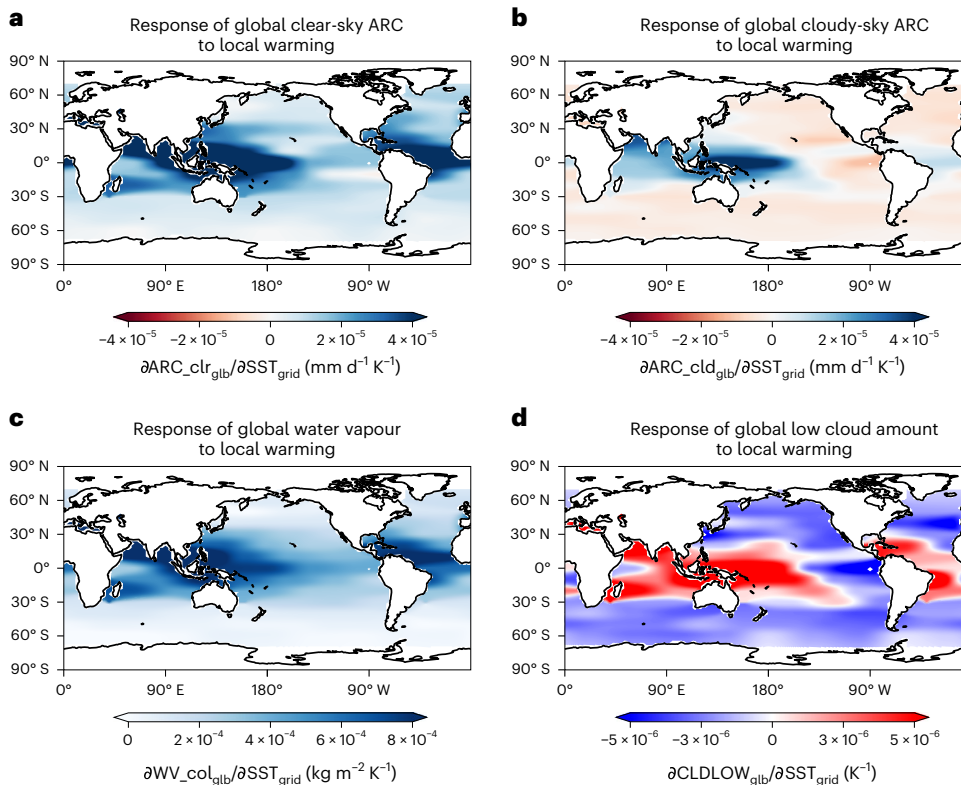 a
Response of global clear-sky ARC
to local warming
90° N
60° N
30° N
0°
30° S
60° S
90° S
0° 90° E 180° 90° W
−4 × 10⁻⁵ −2 × 10⁻⁵ 0 2 × 10⁻⁵ 4 × 10⁻⁵
∂ARC_clr_glb/∂SST_grid (mm d⁻¹ K⁻¹)
b
Response of global cloudy-sky ARC
to local warming
90° N
60° N
30° N
0°
30° S
60° S
90° S
0° 90° E 180° 90° W
−4 × 10⁻⁵ −2 × 10⁻⁵ 0 2 × 10⁻⁵ 4 × 10⁻⁵
∂ARC_cld_glb/∂SST_grid (mm d⁻¹ K⁻¹)
c
Response of global water vapour
to local warming
90° N
60° N
30° N
0°
30° S
60° S
90° S
0° 90° E 180° 90° W
0 2 × 10⁻⁴ 4 × 10⁻⁴ 6 × 10⁻⁴ 8 × 10⁻⁴
∂WV_col_glb/∂SST_grid (kg m⁻² K⁻¹)
d
Response of global low cloud amount
to local warming
90° N
60° N
30° N
0°
30° S
60° S
90° S
0° 90° E 180° 90° W
−5 × 10⁻⁶ −3 × 10⁻⁶ 0 3 × 10⁻⁶ 5 × 10⁻⁶
∂CLDLOW_glb/∂SST_grid (K⁻¹)